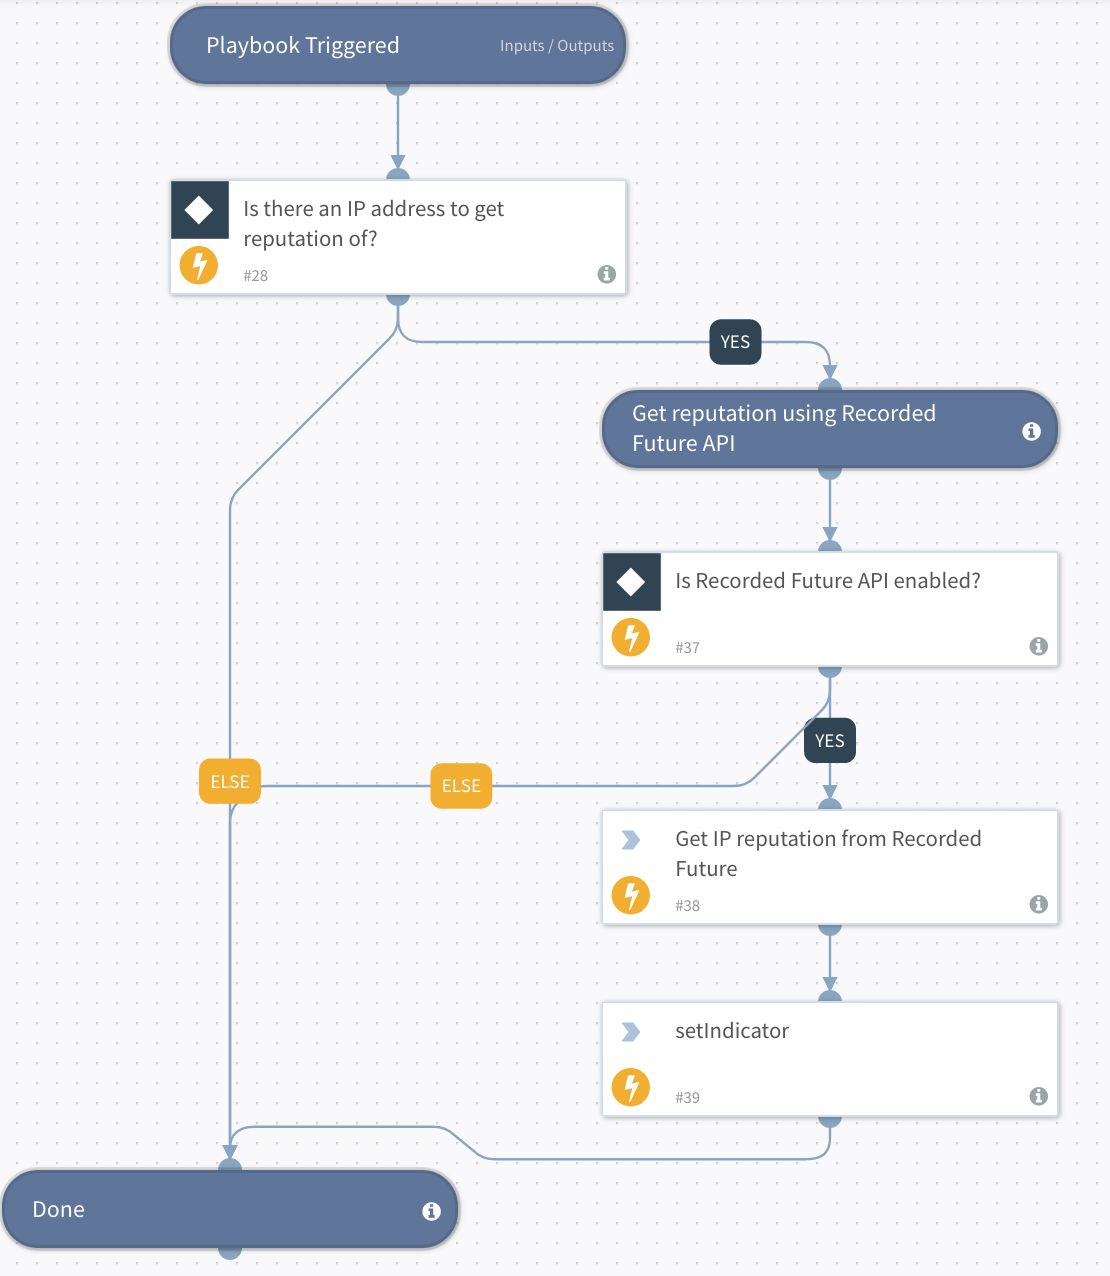 Playbook Triggered
Inputs / Outputs
Is there an IP address to get
reputation of?
#28
YES
Get reputation using Recorded
Future API
Is Recorded Future API enabled?
#37
YES
ELSE
ELSE
Get IP reputation from Recorded
Future
#38
setIndicator
#39
Done